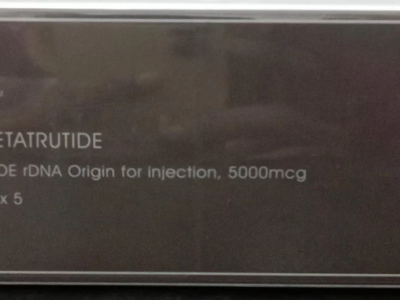 ETATRUTIDE
DE rDNA Origin for injection, 5000mcg
x 5